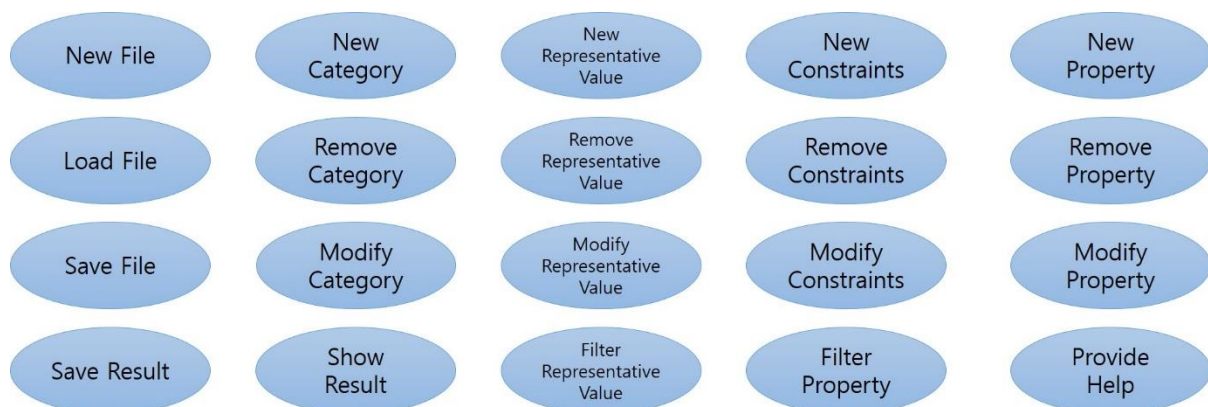 New File
New
Category
New
Representative
Value
New
Constraints
New
Property
Load File
Remove
Category
Remove
Representative
Value
Remove
Constraints
Remove
Property
Save File
Modify
Category
Modify
Representative
Value
Modify
Constraints
Modify
Property
Save Result
Show
Result
Filter
Representative
Value
Filter
Property
Provide
Help